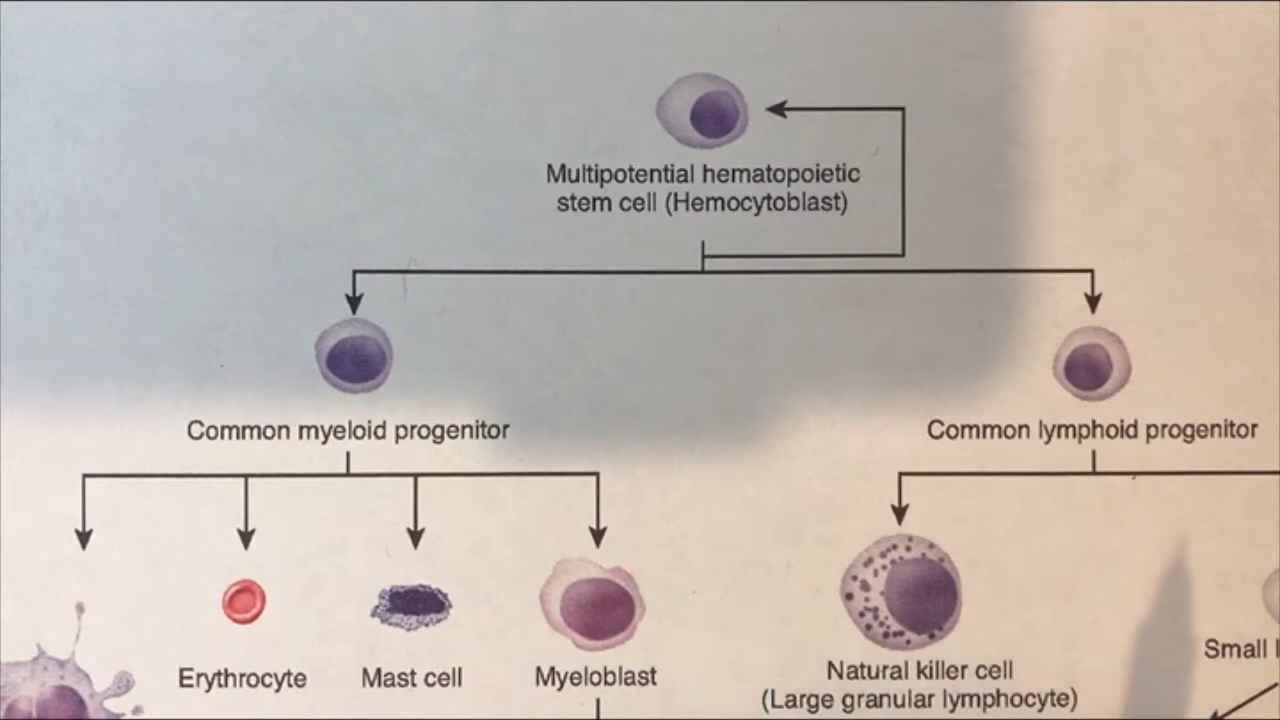 Multipotential hematopoietic
stem cell (Hemocytoblast)
Common myeloid progenitor
Common lymphoid progenitor
Erythrocyte
Mast cell
Myeloblast
Natural killer cell
(Large granular lymphocyte)
Small